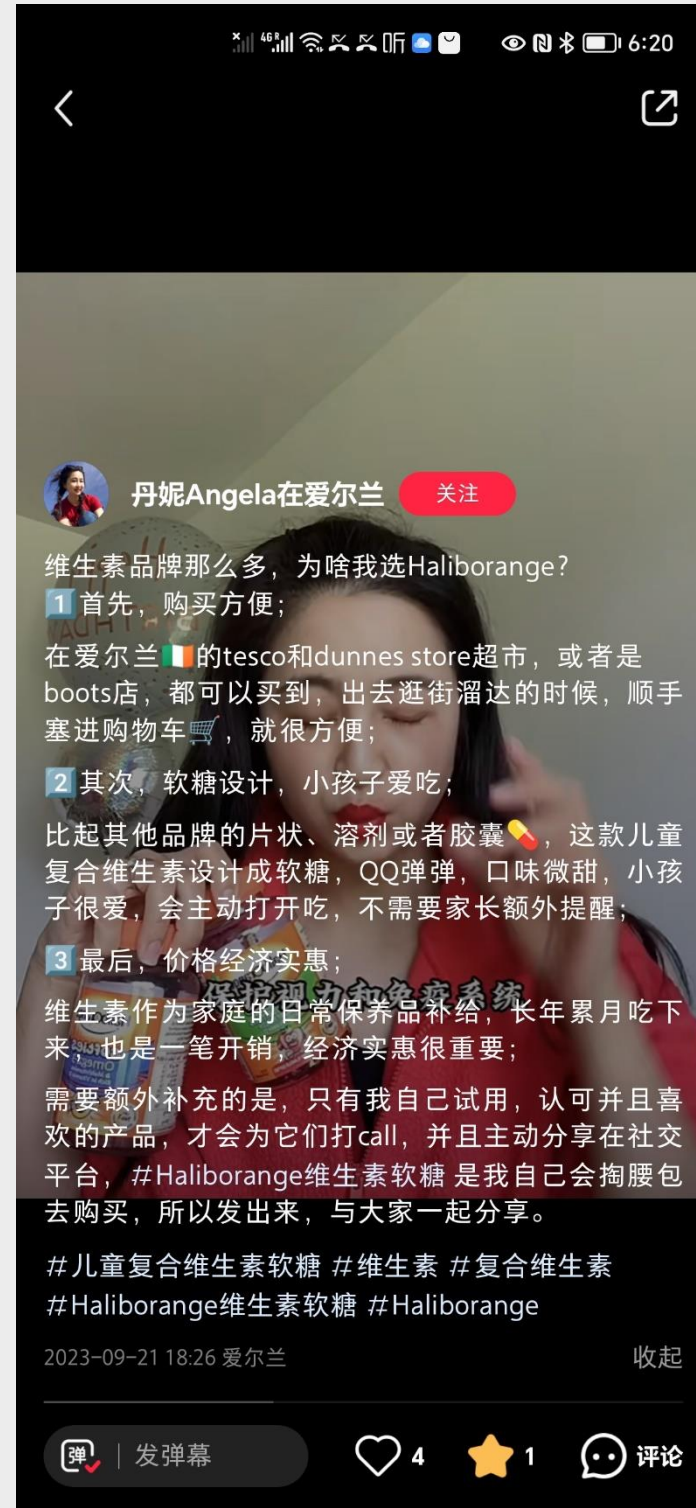 4G R 听 6:20
丹妮Angela在爱尔兰 关注
维生素品牌那么多，为啥我选Haliborange？
1️⃣首先，购买方便；
在爱尔兰🇮🇪的tesco和dunnes store超市，或者是
boots店，都可以买到，出去逛街溜达的时候，顺手
塞进购物车🛒，就很方便；
2️⃣其次，软糖设计，小孩子爱吃；
比起其他品牌的片状、溶剂或者胶囊💊，这款儿童
复合维生素设计成软糖，QQ弹弹，口味微甜，小孩
子很爱，会主动打开吃，不需要家长额外提醒；
3️⃣最后，价格经济实惠；
保护视力和免疫系统
维生素作为家庭的日常保养品补给，长年累月吃下
来，也是一笔开销，经济实惠很重要；
需要额外补充的是，只有我自己试用，认可并且喜
欢的产品，才会为它们打call，并且主动分享在社交
平台，#Haliborange维生素软糖 是我自己会掏腰包
去购买，所以发出来，与大家一起分享。
#儿童复合维生素软糖 #维生素 #复合维生素
#Haliborange维生素软糖 #Haliborange
2023-09-21 18:26 爱尔兰 收起
弹 发弹幕 4 1 评论